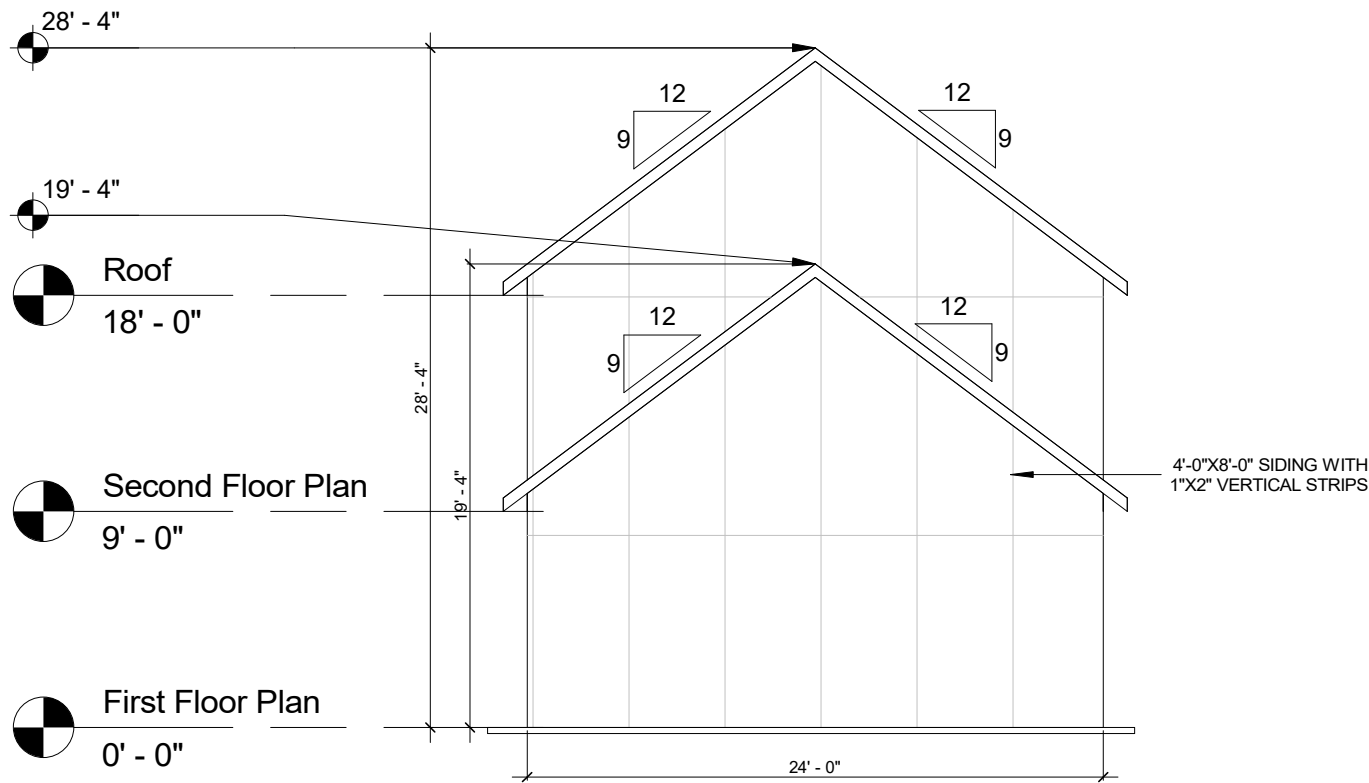 28' - 4"
12
12
9
9
19' - 4"
Roof
18' - 0"
12
12
9
9
28' - 4"
19' - 4"
4'-0"X8'-0" SIDING WITH
1"X2" VERTICAL STRIPS
Second Floor Plan
9' - 0"
First Floor Plan
0' - 0"
24' - 0"